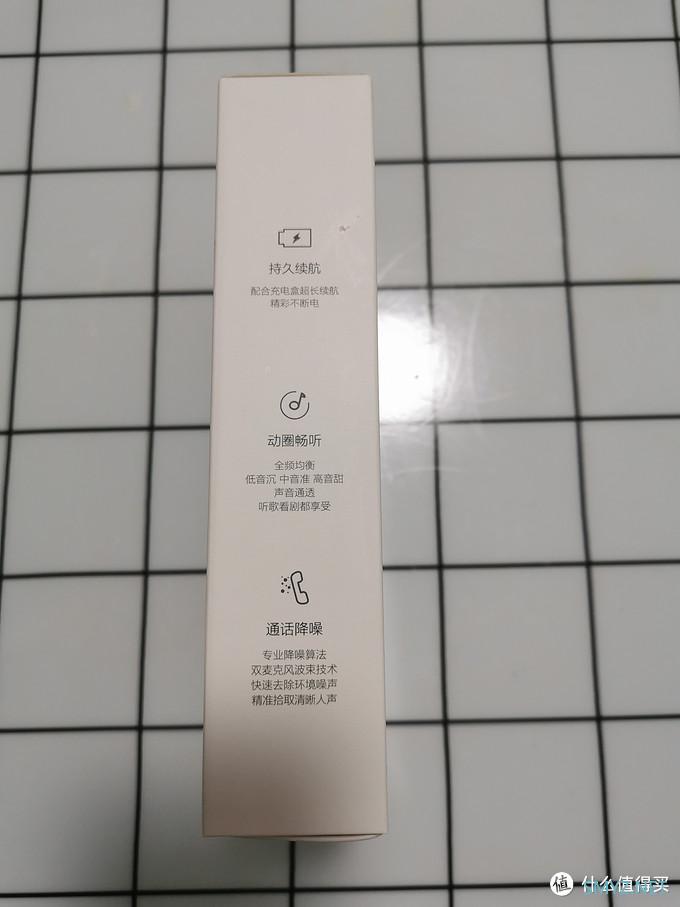 持久续航
配合充电盒超长续航
精彩不断电
动圈畅听
全频均衡
低音沉 中音准 高音甜
声音通透
听歌看剧都享受
通话降噪
专业降噪算法
双麦克风波束技术
快速去除环境噪声
精准拾取清晰人声
值 什么值得买